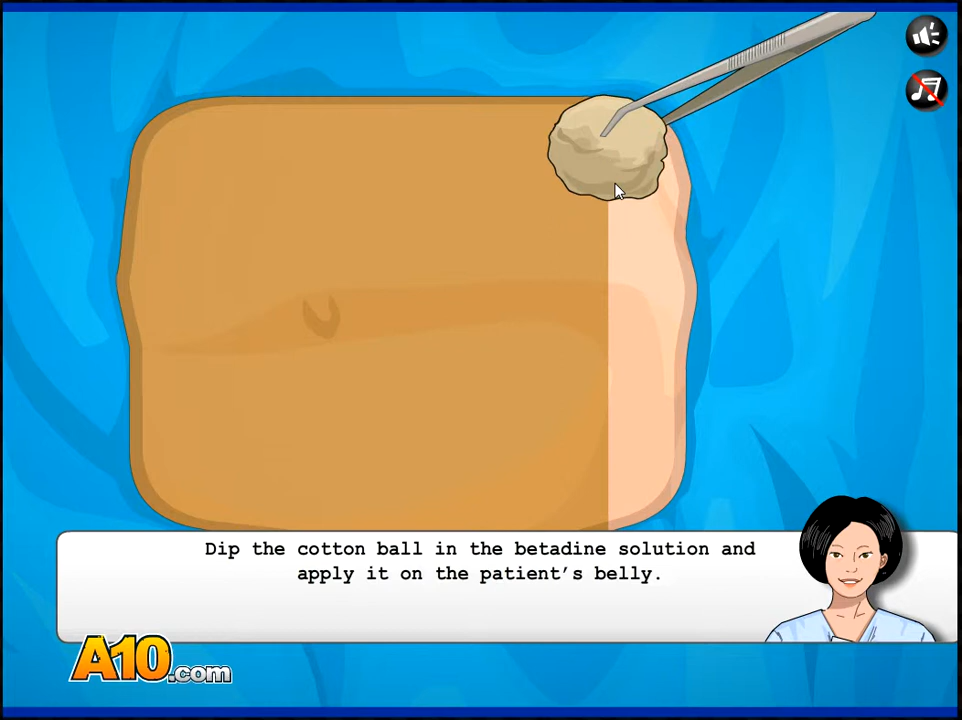 Dip the cotton ball in the betadine solution and
apply it on the patient's belly.
A10.com